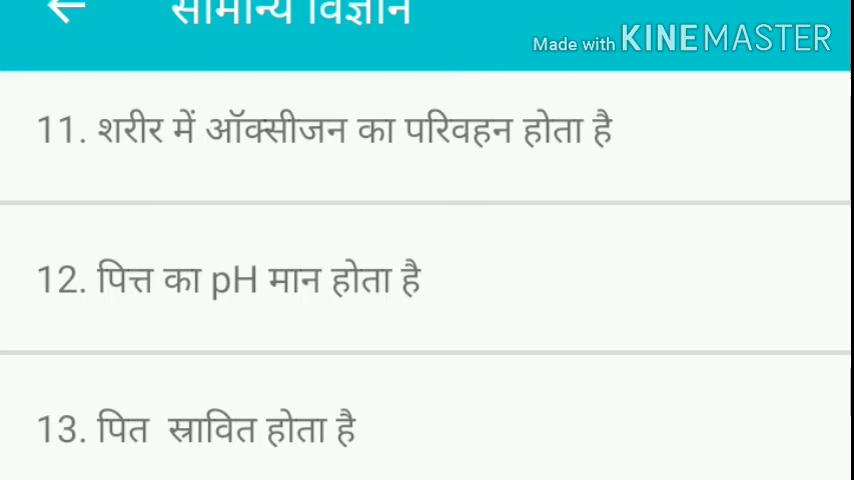 सामान्य विज्ञान
Made with KINEMASTER
11. शरीर में ऑक्सीजन का परिवहन होता है
12. पित्त का pH मान होता है
13. पित स्रावित होता है